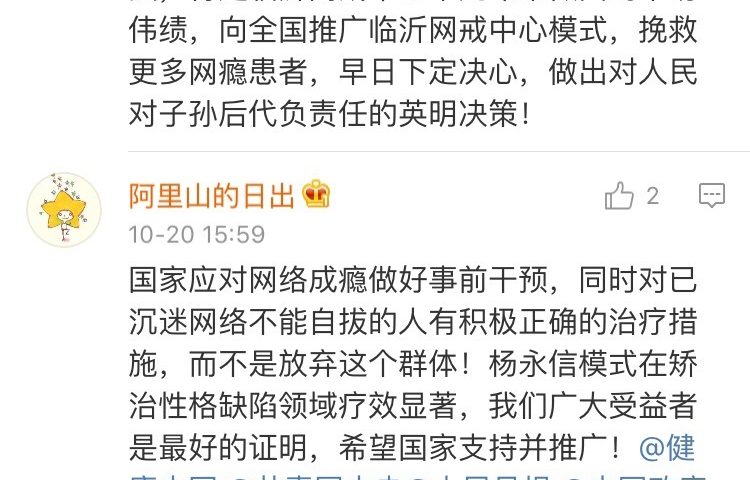 伟绩，向全国推广临沂网戒中心模式，挽救
更多网瘾患者，早日下定决心，做出对人民
对子孙后代负责任的英明决策！
阿里山的日出
2
10-20 15:59
国家应对网络成瘾做好事前干预，同时对已
沉迷网络不能自拔的人有积极正确的治疗措
施，而不是放弃这个群体！杨永信模式在矫
治性格缺陷领域疗效显著，我们广大受益者
是最好的证明，希望国家支持并推广！@健